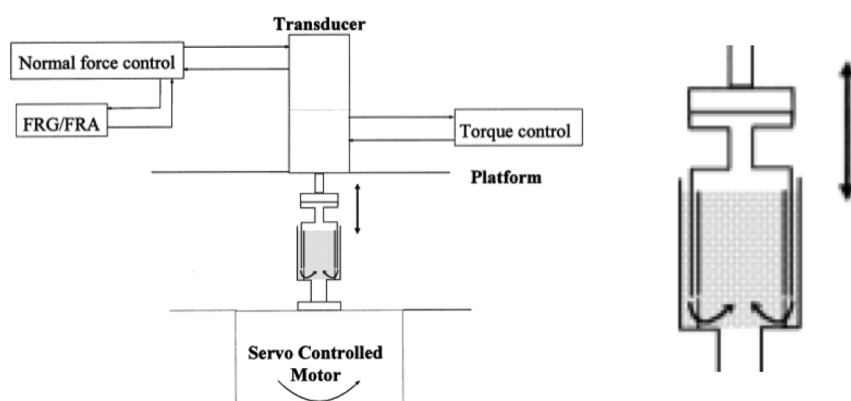 Transducer
Normal force control
FRG/FRA
Torque control
Platform
Servo Controlled
Motor